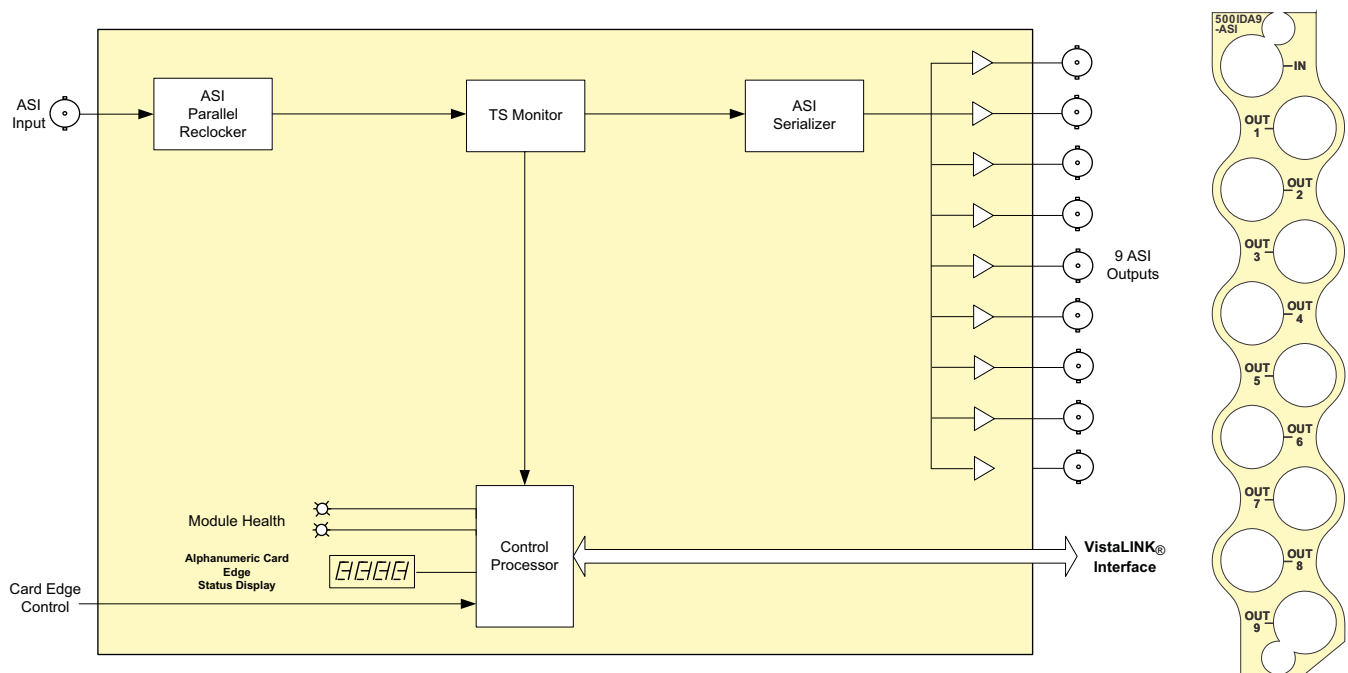 ASI
Input
ASI
Parallel
Reclocker
TS Monitor
ASI
Serializer
9 ASI
Outputs
Module Health
Alphanumeric Card
Edge
Status Display
Card Edge
Control
Control
Processor
VistaLINK®
Interface
500IDA9
-ASI
IN
OUT
1
OUT
2
OUT
3
OUT
4
OUT
5
OUT
6
OUT
7
OUT
8
OUT
9